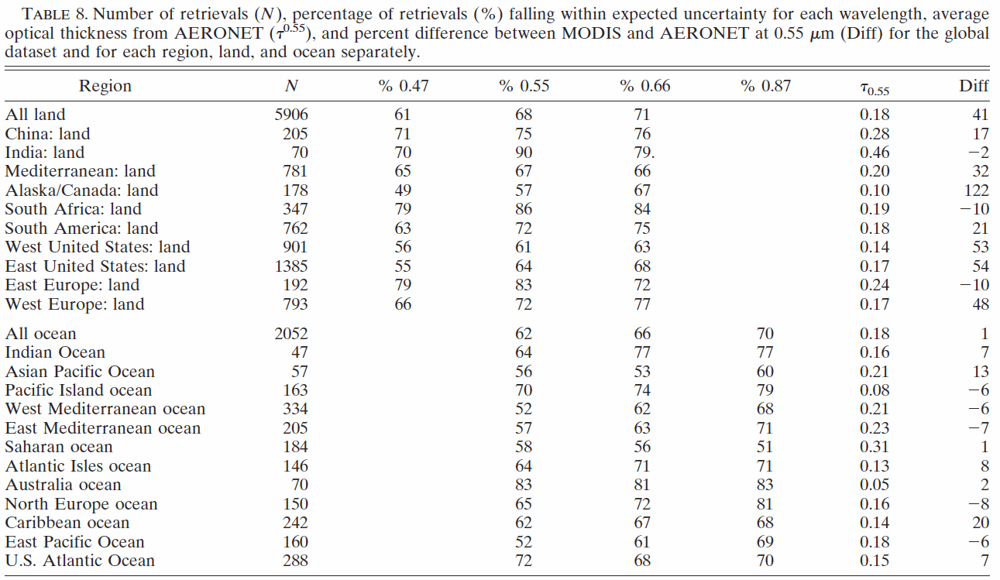 TABLE 8. Number of retrievals (N), percentage of retrievals (%) falling within expected uncertainty for each wavelength, average
optical thickness from AERONET (τ^0.55), and percent difference between MODIS and AERONET at 0.55 μm (Diff) for the global
dataset and for each region, land, and ocean separately.
Region N % 0.47 % 0.55 % 0.66 % 0.87 τ0.55 Diff
All land 5906 61 68 71 0.18 41
China: land 205 71 75 76 0.28 17
India: land 70 70 90 79. 0.46 −2
Mediterranean: land 781 65 67 66 0.20 32
Alaska/Canada: land 178 49 57 67 0.10 122
South Africa: land 347 79 86 84 0.19 −10
South America: land 762 63 72 75 0.18 21
West United States: land 901 56 61 63 0.14 53
East United States: land 1385 55 64 68 0.17 54
East Europe: land 192 79 83 72 0.24 −10
West Europe: land 793 66 72 77 0.17 48
All ocean 2052 62 66 70 0.18 1
Indian Ocean 47 64 77 77 0.16 7
Asian Pacific Ocean 57 56 53 60 0.21 13
Pacific Island ocean 163 70 74 79 0.08 −6
West Mediterranean ocean 334 52 62 68 0.21 −6
East Mediterranean ocean 205 57 63 71 0.23 −7
Saharan ocean 184 58 56 51 0.31 1
Atlantic Isles ocean 146 64 71 71 0.13 8
Australia ocean 70 83 81 83 0.05 2
North Europe ocean 150 65 72 81 0.16 −8
Caribbean ocean 242 62 67 68 0.14 20
East Pacific Ocean 160 52 61 69 0.18 −6
U.S. Atlantic Ocean 288 72 68 70 0.15 7